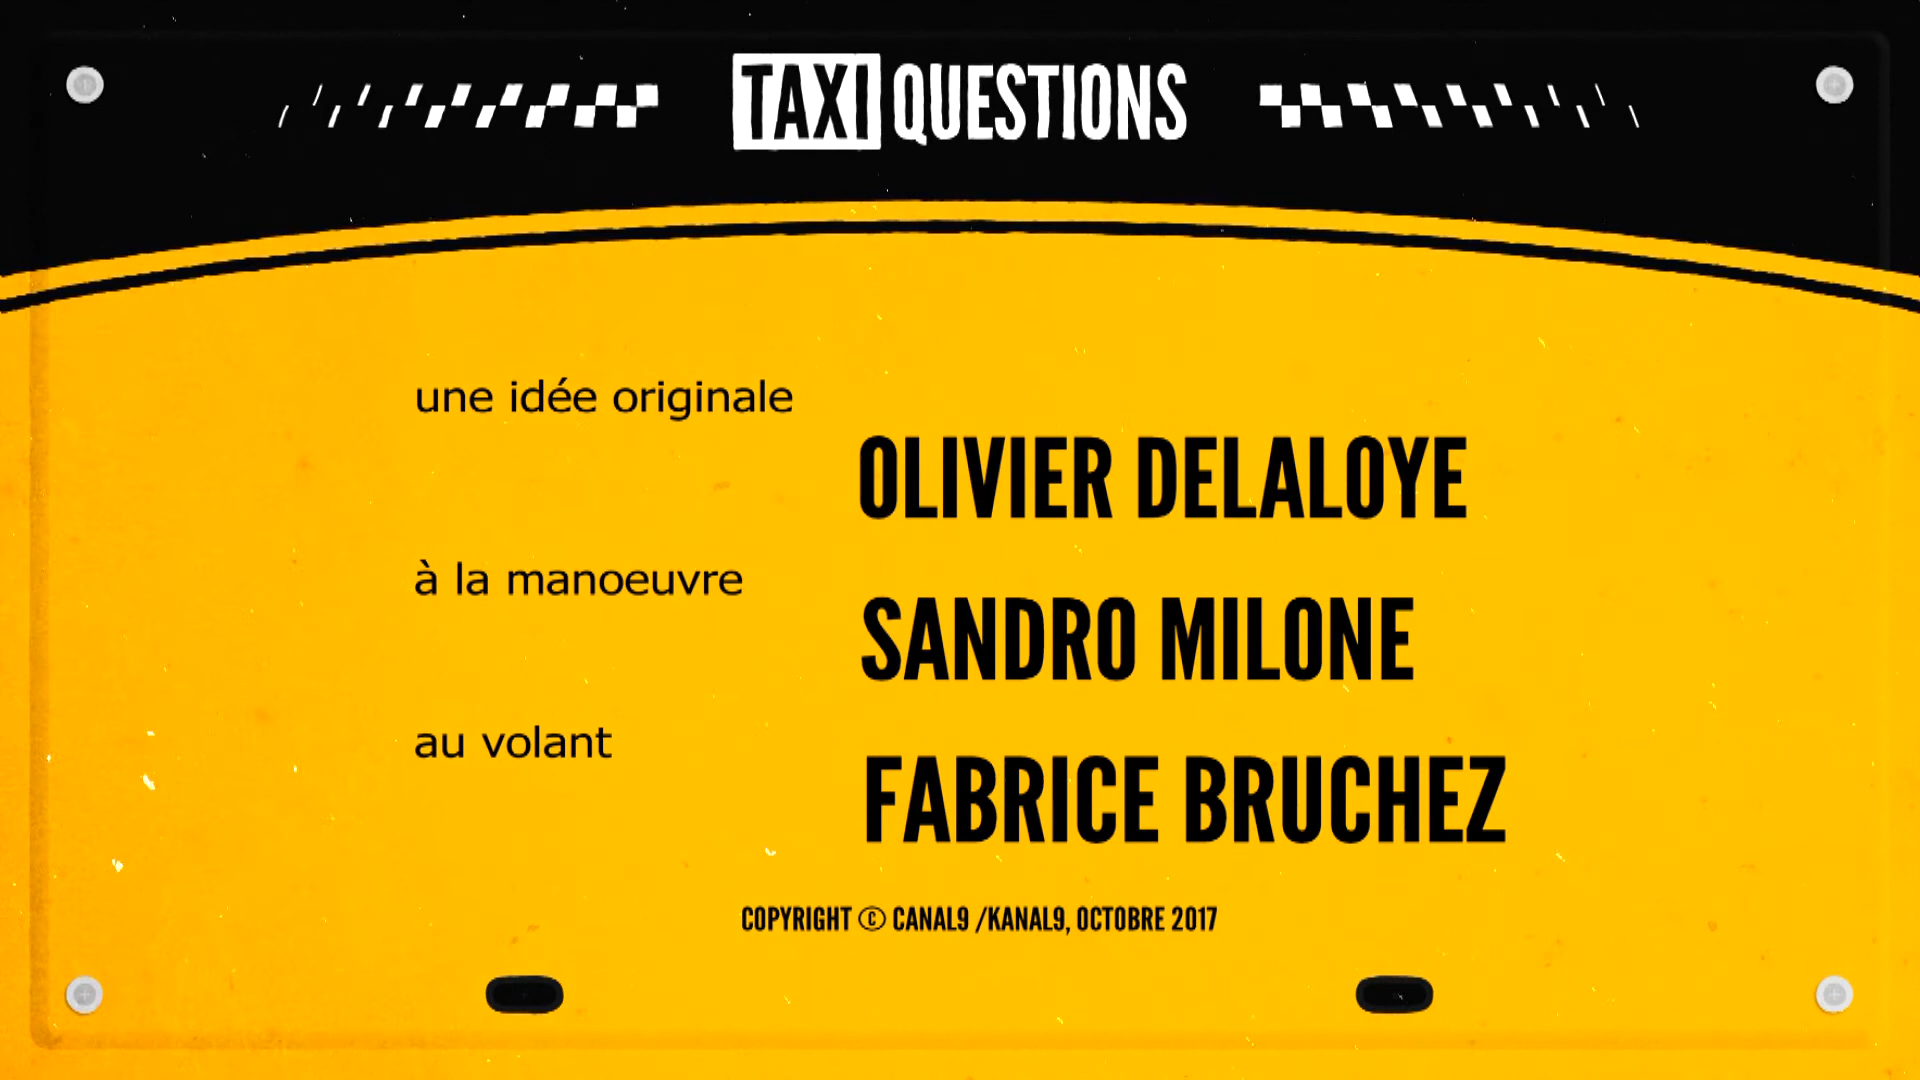 TAXI QUESTIONS
une idée originale
OLIVIER DELALOYE
à la manoeuvre
SANDRO MILONE
au volant
FABRICE BRUCHEZ
COPYRIGHT © CANAL9 /KANAL9, OCTOBRE 2017